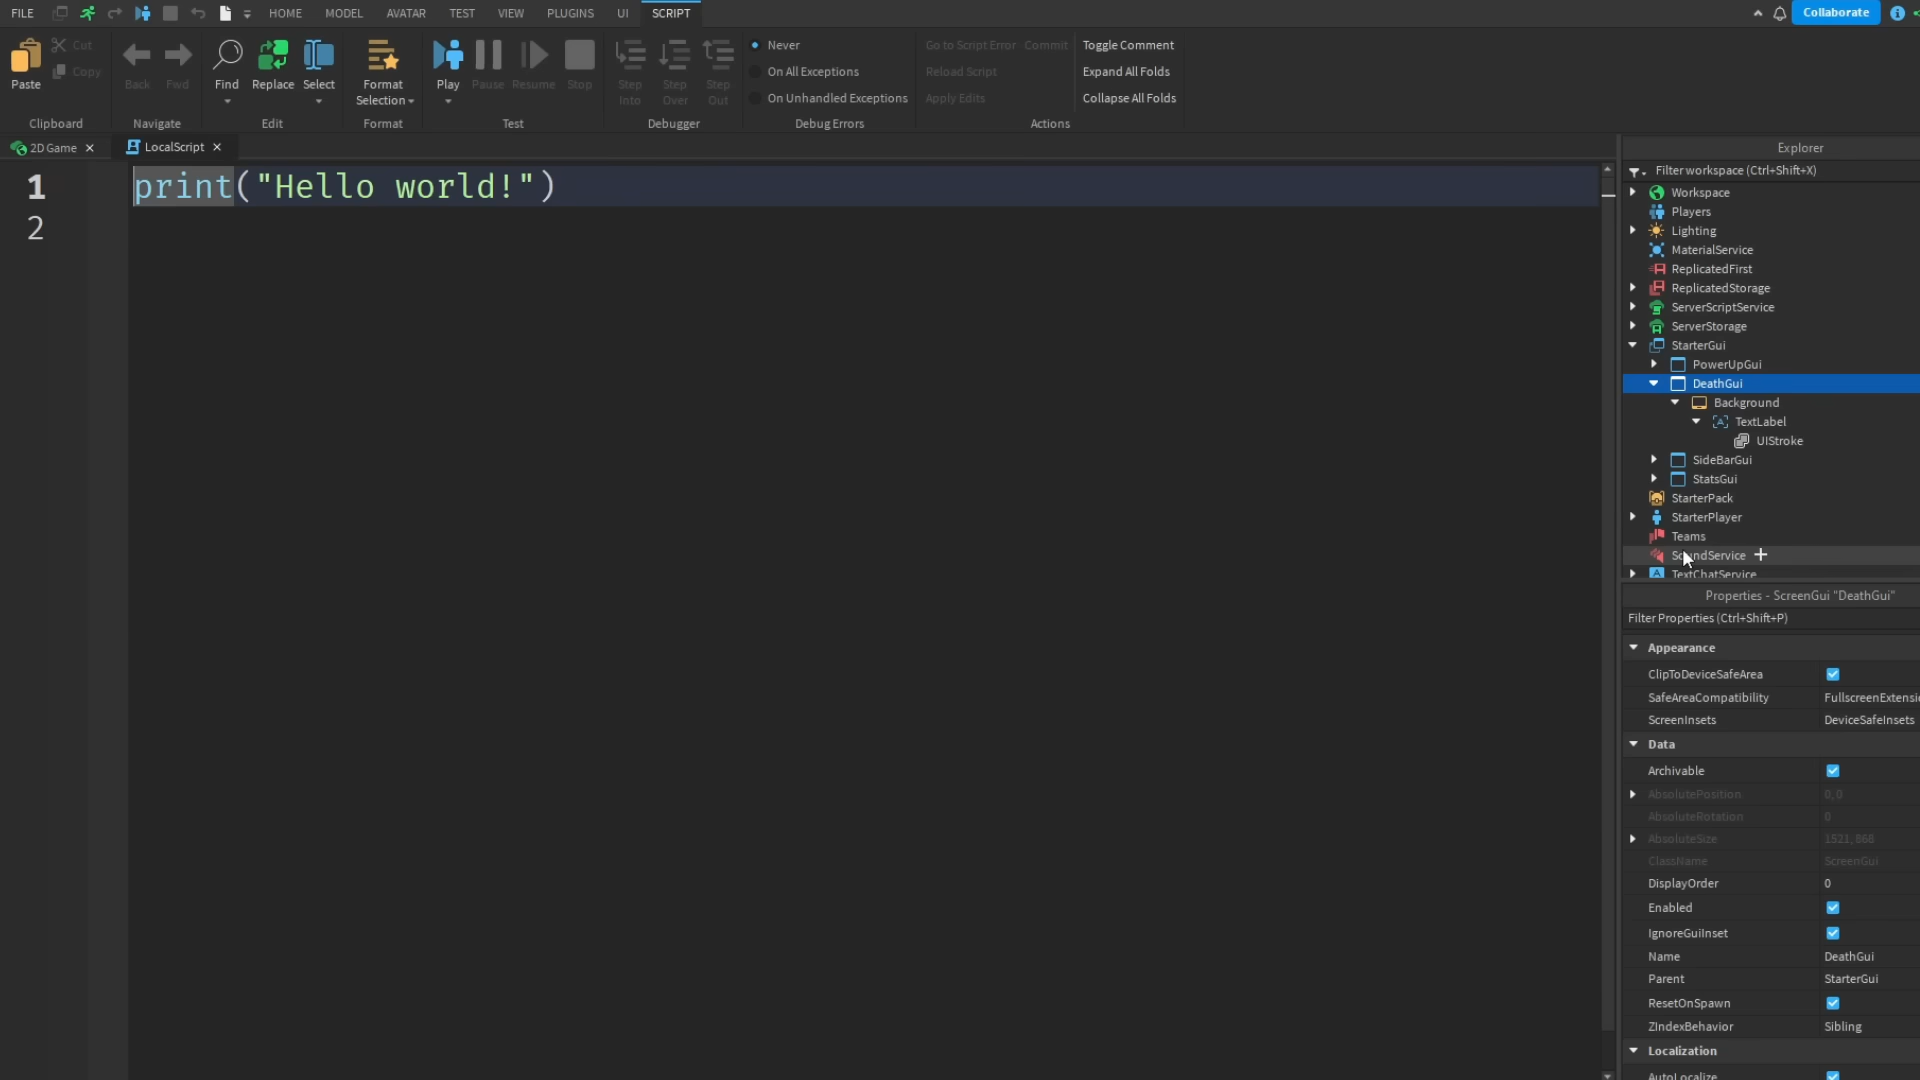 FILE HOME MODEL AVATAR TEST VIEW PLUGINS UI SCRIPT Collaborate
Paste Cut Copy
Clipboard
Back Fwd
Navigate
Find Replace Select
Edit
Format Selection
Format
Play Pause Resume Stop
Test
Step Into Step Over Step Out
Debugger
Never
On All Exceptions
On Unhandled Exceptions
Debug Errors
Go to Script Error Commit Toggle Comment
Reload Script Expand All Folds
Apply Edits Collapse All Folds
Actions
2D Game LocalScript
1 print("Hello world!")
2
Explorer
Filter workspace (Ctrl+Shift+X)
Workspace
Players
Lighting
MaterialService
ReplicatedFirst
ReplicatedStorage
ServerScriptService
ServerStorage
StarterGui
PowerUpGui
DeathGui
Background
TextLabel
UIStroke
SideBarGui
StatsGui
StarterPack
StarterPlayer
Teams
SoundService
TextChatService
Properties - ScreenGui "DeathGui"
Filter Properties (Ctrl+Shift+P)
Appearance
ClipToDeviceSafeArea
SafeAreaCompatibility FullscreenExtensi
ScreenInsets DeviceSafeInsets
Data
Archivable
AbsolutePosition 0, 0
AbsoluteRotation 0
AbsoluteSize 1521, 868
ClassName ScreenGui
DisplayOrder 0
Enabled
IgnoreGuiInset
Name DeathGui
Parent StarterGui
ResetOnSpawn
ZIndexBehavior Sibling
Localization
AutoLocalize